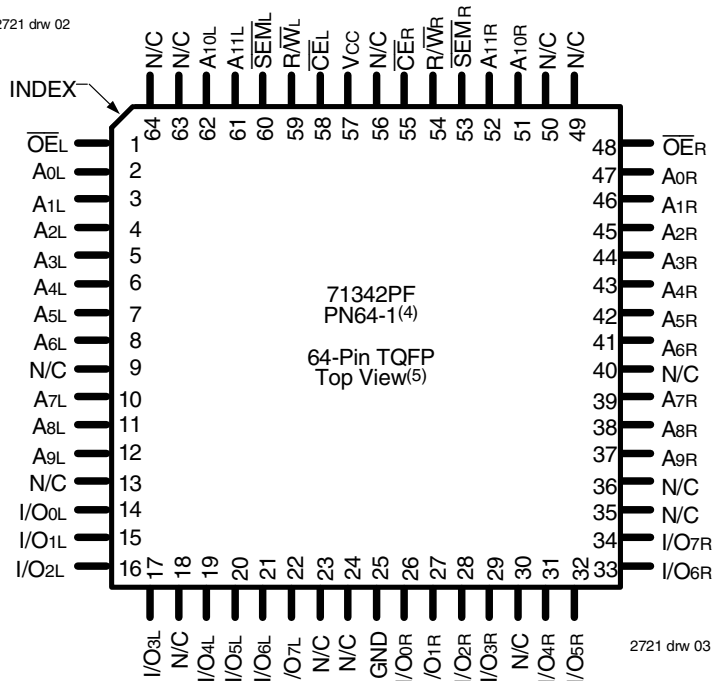 2721 drw 02
INDEX
N/C
N/C
A10L
A11L
SEML
R/WL
CEL
VCC
N/C
CER
R/WR
SEMR
A11R
A10R
N/C
N/C
64
63
62
61
60
59
58
57
56
55
54
53
52
51
50
49
OEL 1
A0L 2
A1L 3
A2L 4
A3L 5
A4L 6
A5L 7
A6L 8
N/C 9
A7L 10
A8L 11
A9L 12
N/C 13
I/O0L 14
I/O1L 15
I/O2L 16
71342PF
PN64-1(4)
64-Pin TQFP
Top View(5)
48 OER
47 A0R
46 A1R
45 A2R
44 A3R
43 A4R
42 A5R
41 A6R
40 N/C
39 A7R
38 A8R
37 A9R
36 N/C
35 N/C
34 I/O7R
33 I/O6R
17
18
19
20
21
22
23
24
25
26
27
28
29
30
31
32
I/O3L
N/C
I/O4L
I/O5L
I/O6L
/O7L
N/C
N/C
GND
I/O0R
/O1R
I/O2R
I/O3R
N/C
I/O4R
I/O5R
2721 drw 03